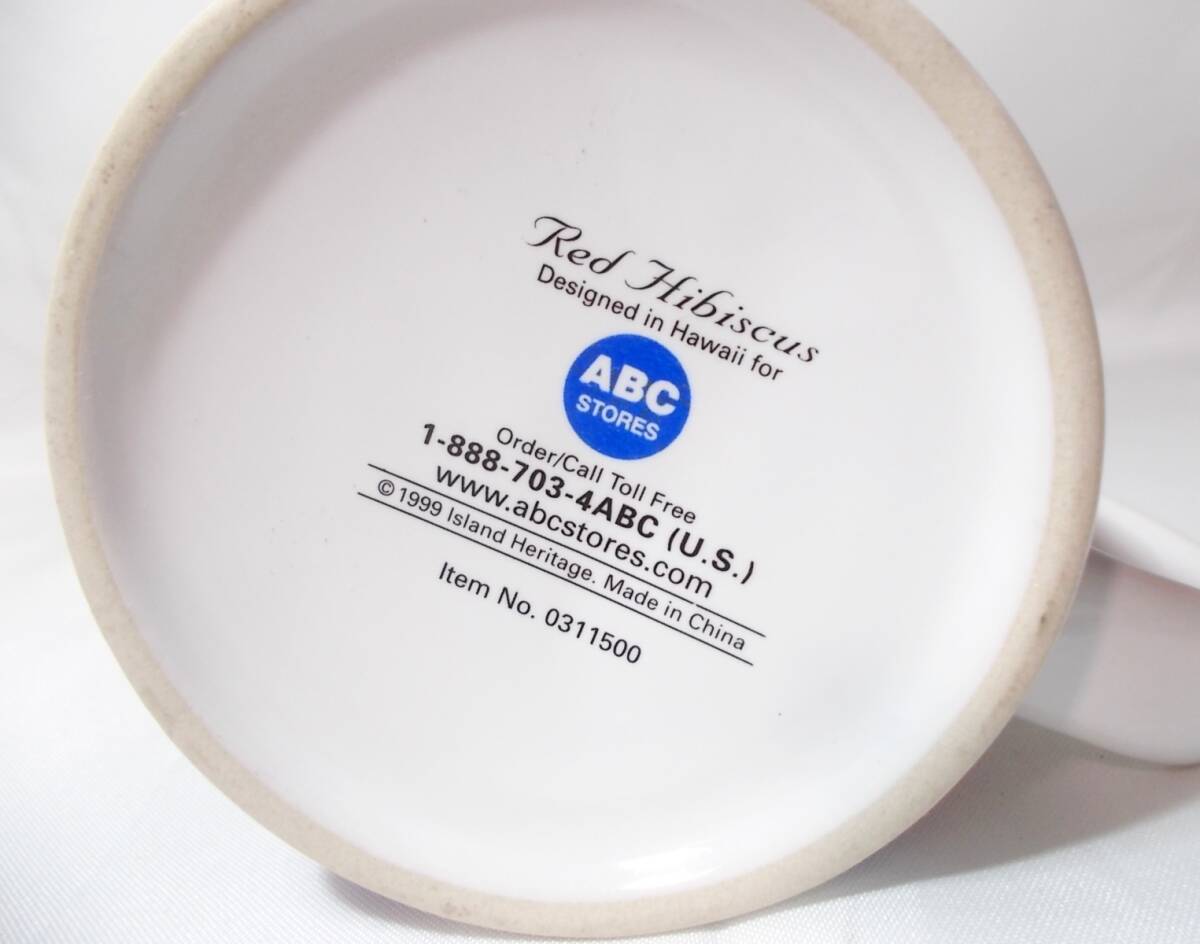 Red Hibiscus
Designed in Hawaii for
ABC
STORES
Order/Call Toll Free
1-888-703-4ABC (U.S.)
www.abcstores.com
© 1999 Island Heritage. Made in China
Item No. 0311500